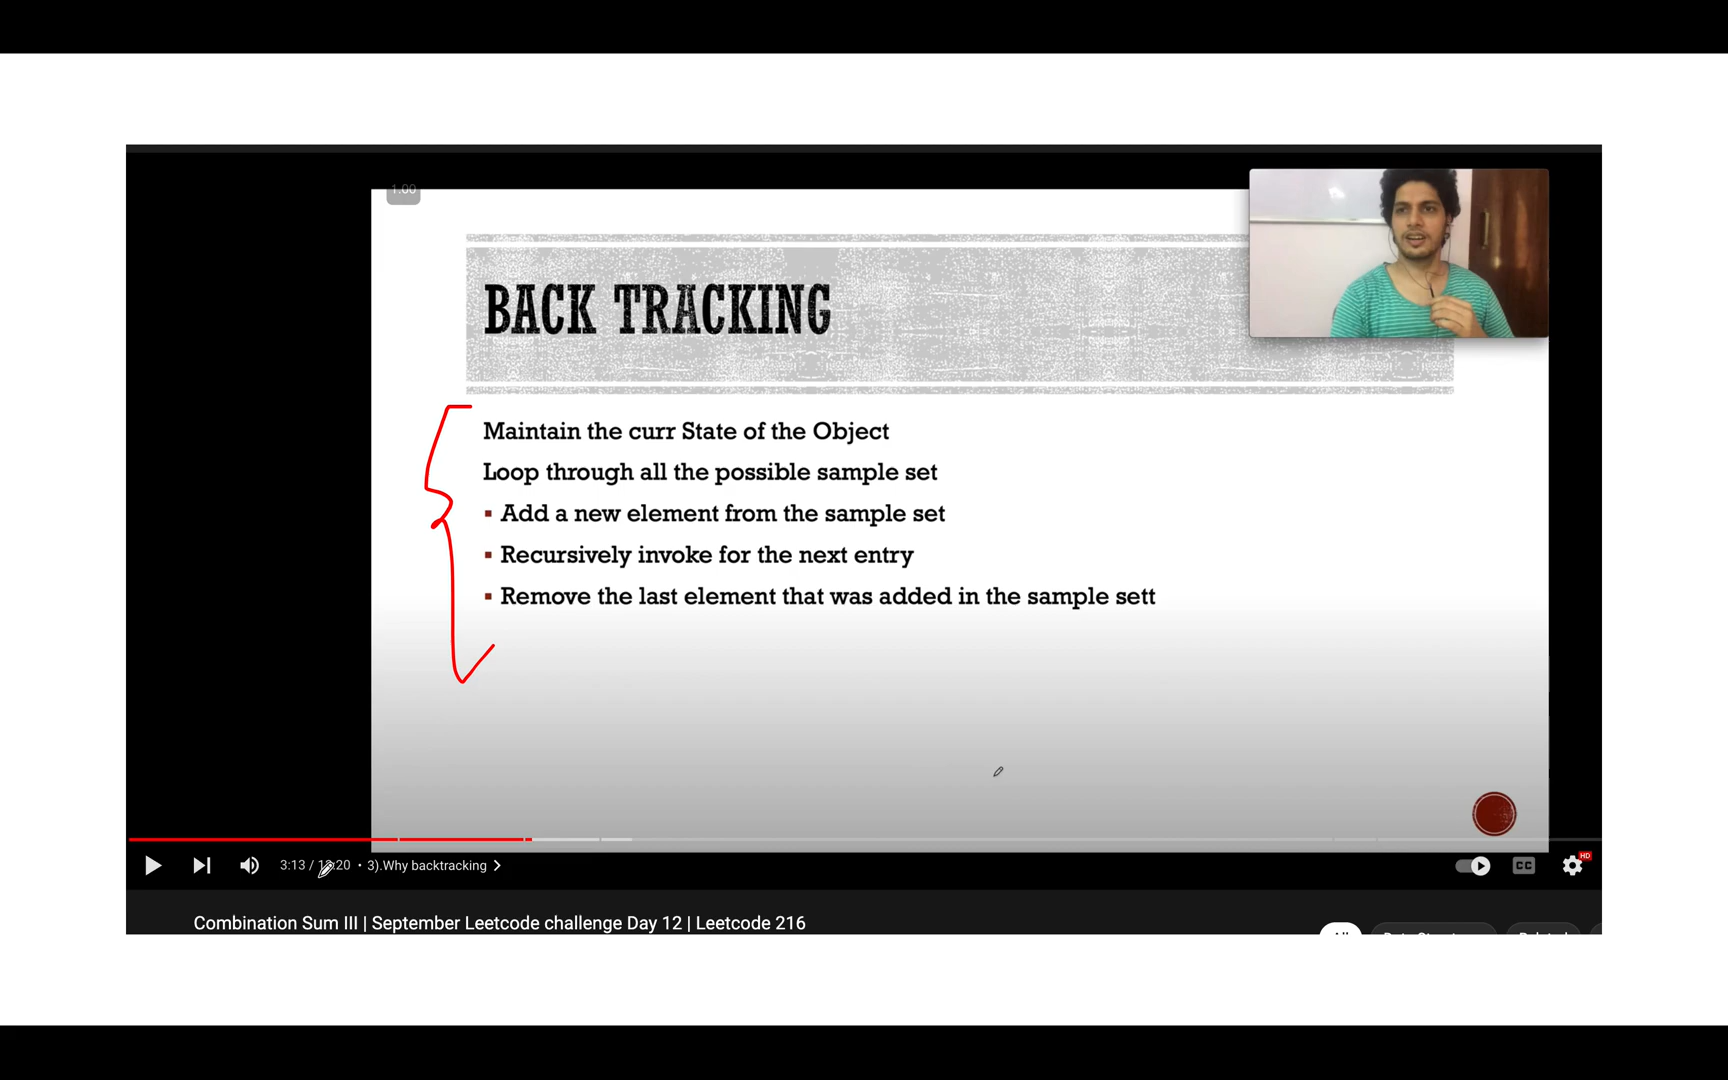 1.00
BACK TRACKING
Maintain the curr State of the Object
Loop through all the possible sample set
▪ Add a new element from the sample set
▪ Recursively invoke for the next entry
▪ Remove the last element that was added in the sample sett
3:13 / 20 • 3).Why backtracking >
CC
HD
Combination Sum III | September Leetcode challenge Day 12 | Leetcode 216